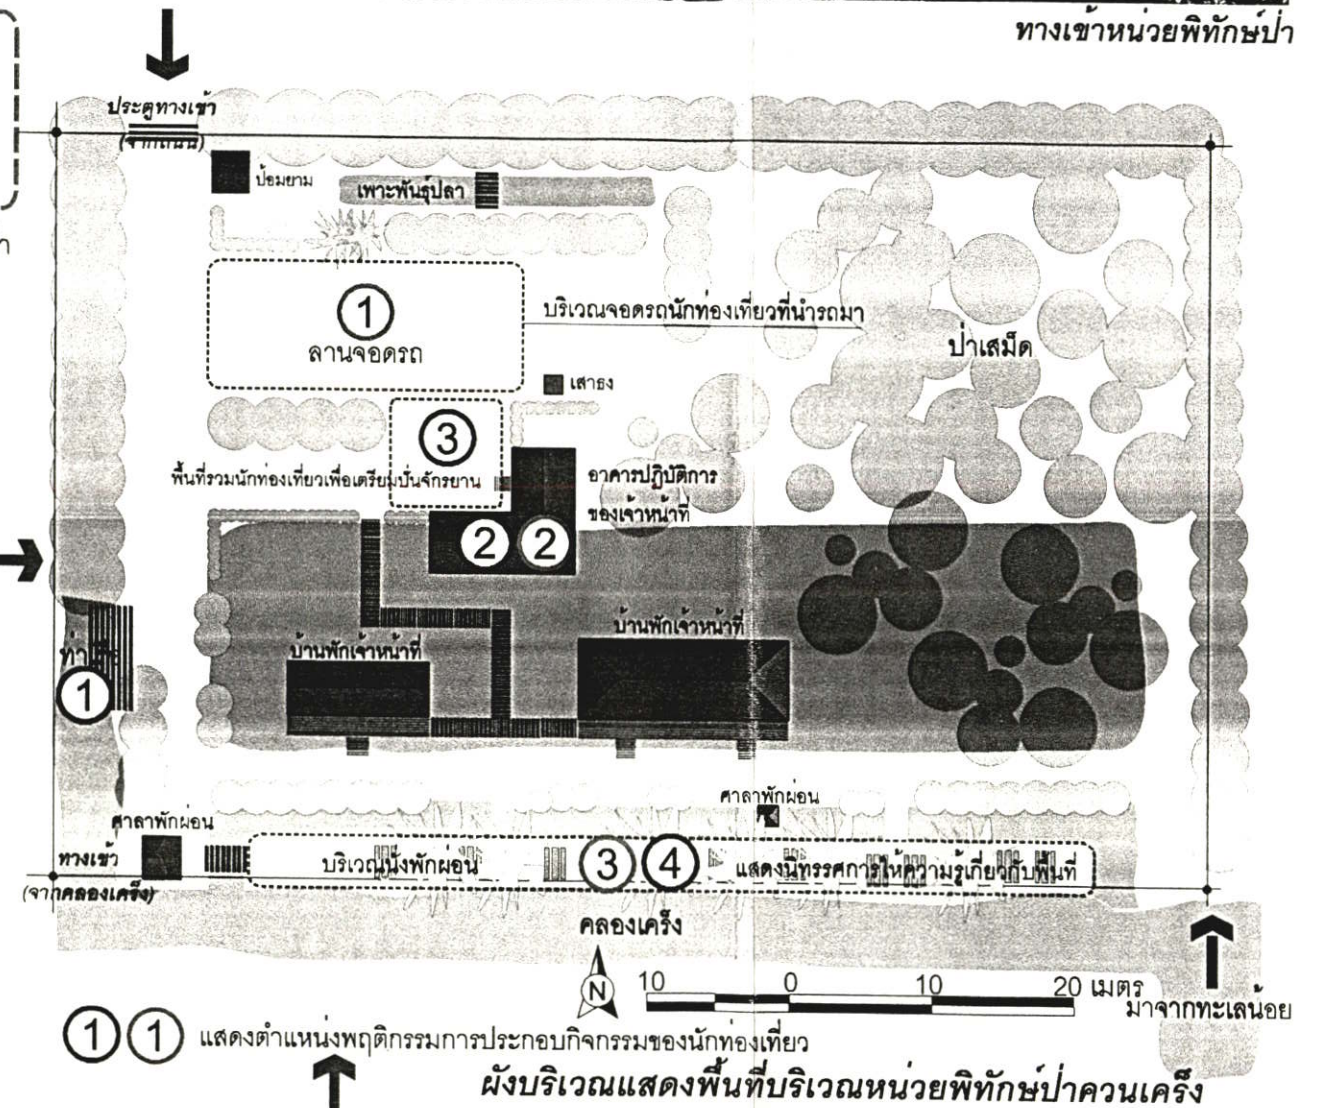 ทางเข้าหน่วยพิทักษ์ป่า
ประตูทางเข้า
(จากถนน)
ป้อมยาม
เพาะพันธุ์ปลา
1
ลานจอดรถ
บริเวณจอดรถนักท่องเที่ยวที่นำรถมา
ป่าเสม็ด
เสาธง
3
พื้นที่รวมนักท่องเที่ยวเพื่อเตรียมปั่นจักรยาน
อาคารปฏิบัติการ
ของเจ้าหน้าที่
2 2
บ้านพักเจ้าหน้าที่
บ้านพักเจ้าหน้าที่
1
ศาลาพักผ่อน
ศาลาพักผ่อน
ทางเข้า
(จากคลองเคร็ง)
บริเวณนั่งพักผ่อน
3 4
แสดงนิทรรศการให้ความรู้เกี่ยวกับพื้นที่
คลองเคร็ง
N
10 0 10 20 เมตร
มาจากทะเลน้อย
1 1 แสดงตำแหน่งพฤติกรรมการประกอบกิจกรรมของนักท่องเที่ยว
ผังบริเวณแสดงพื้นที่บริเวณหน่วยพิทักษ์ป่าควนเคร็ง